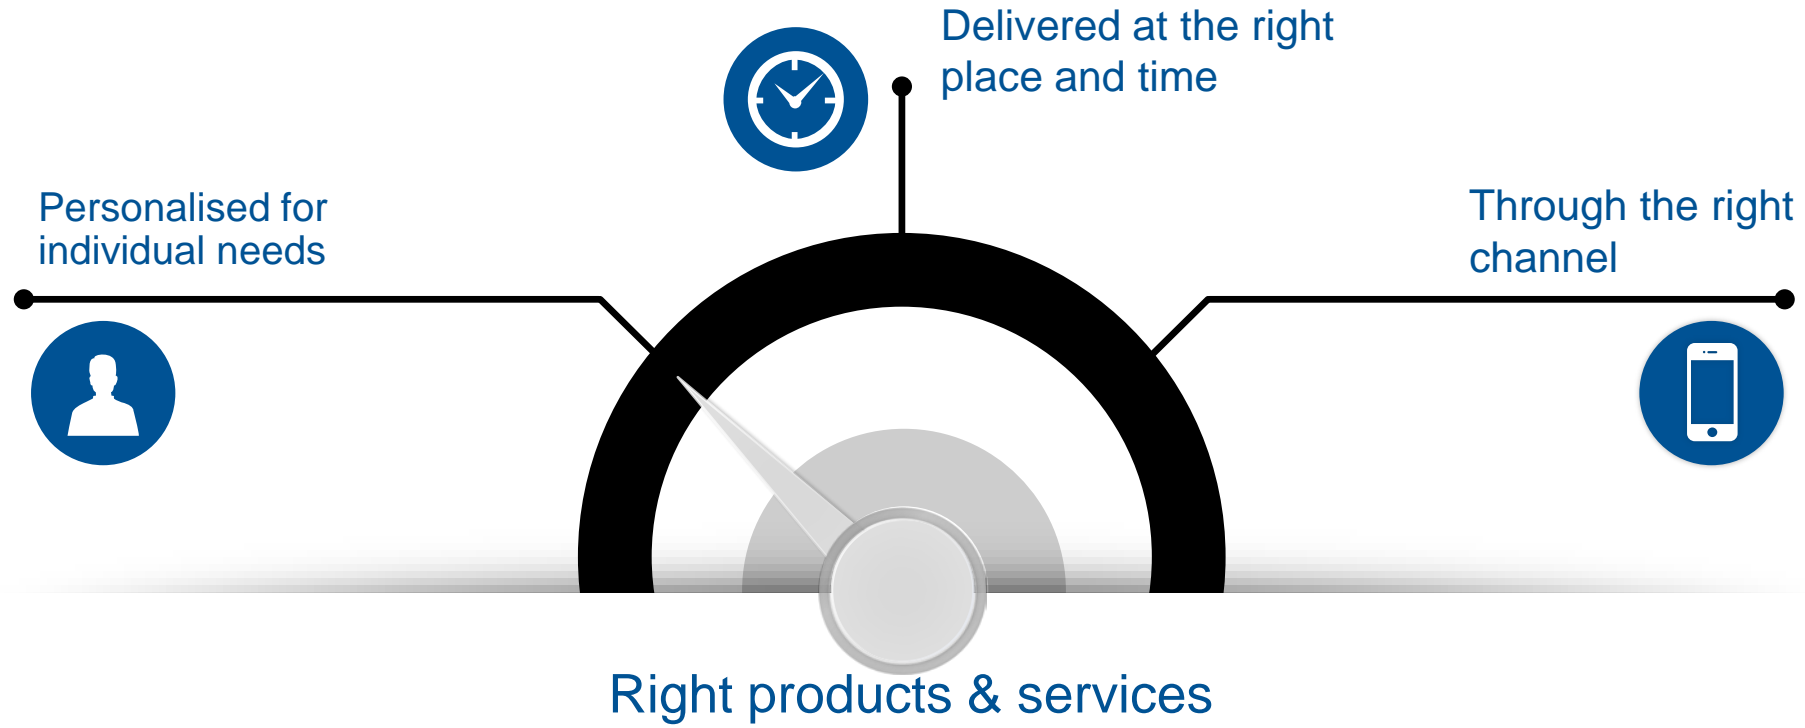 Delivered at the right
place and time
Personalised for
individual needs
Through the right
channel
Right products & services